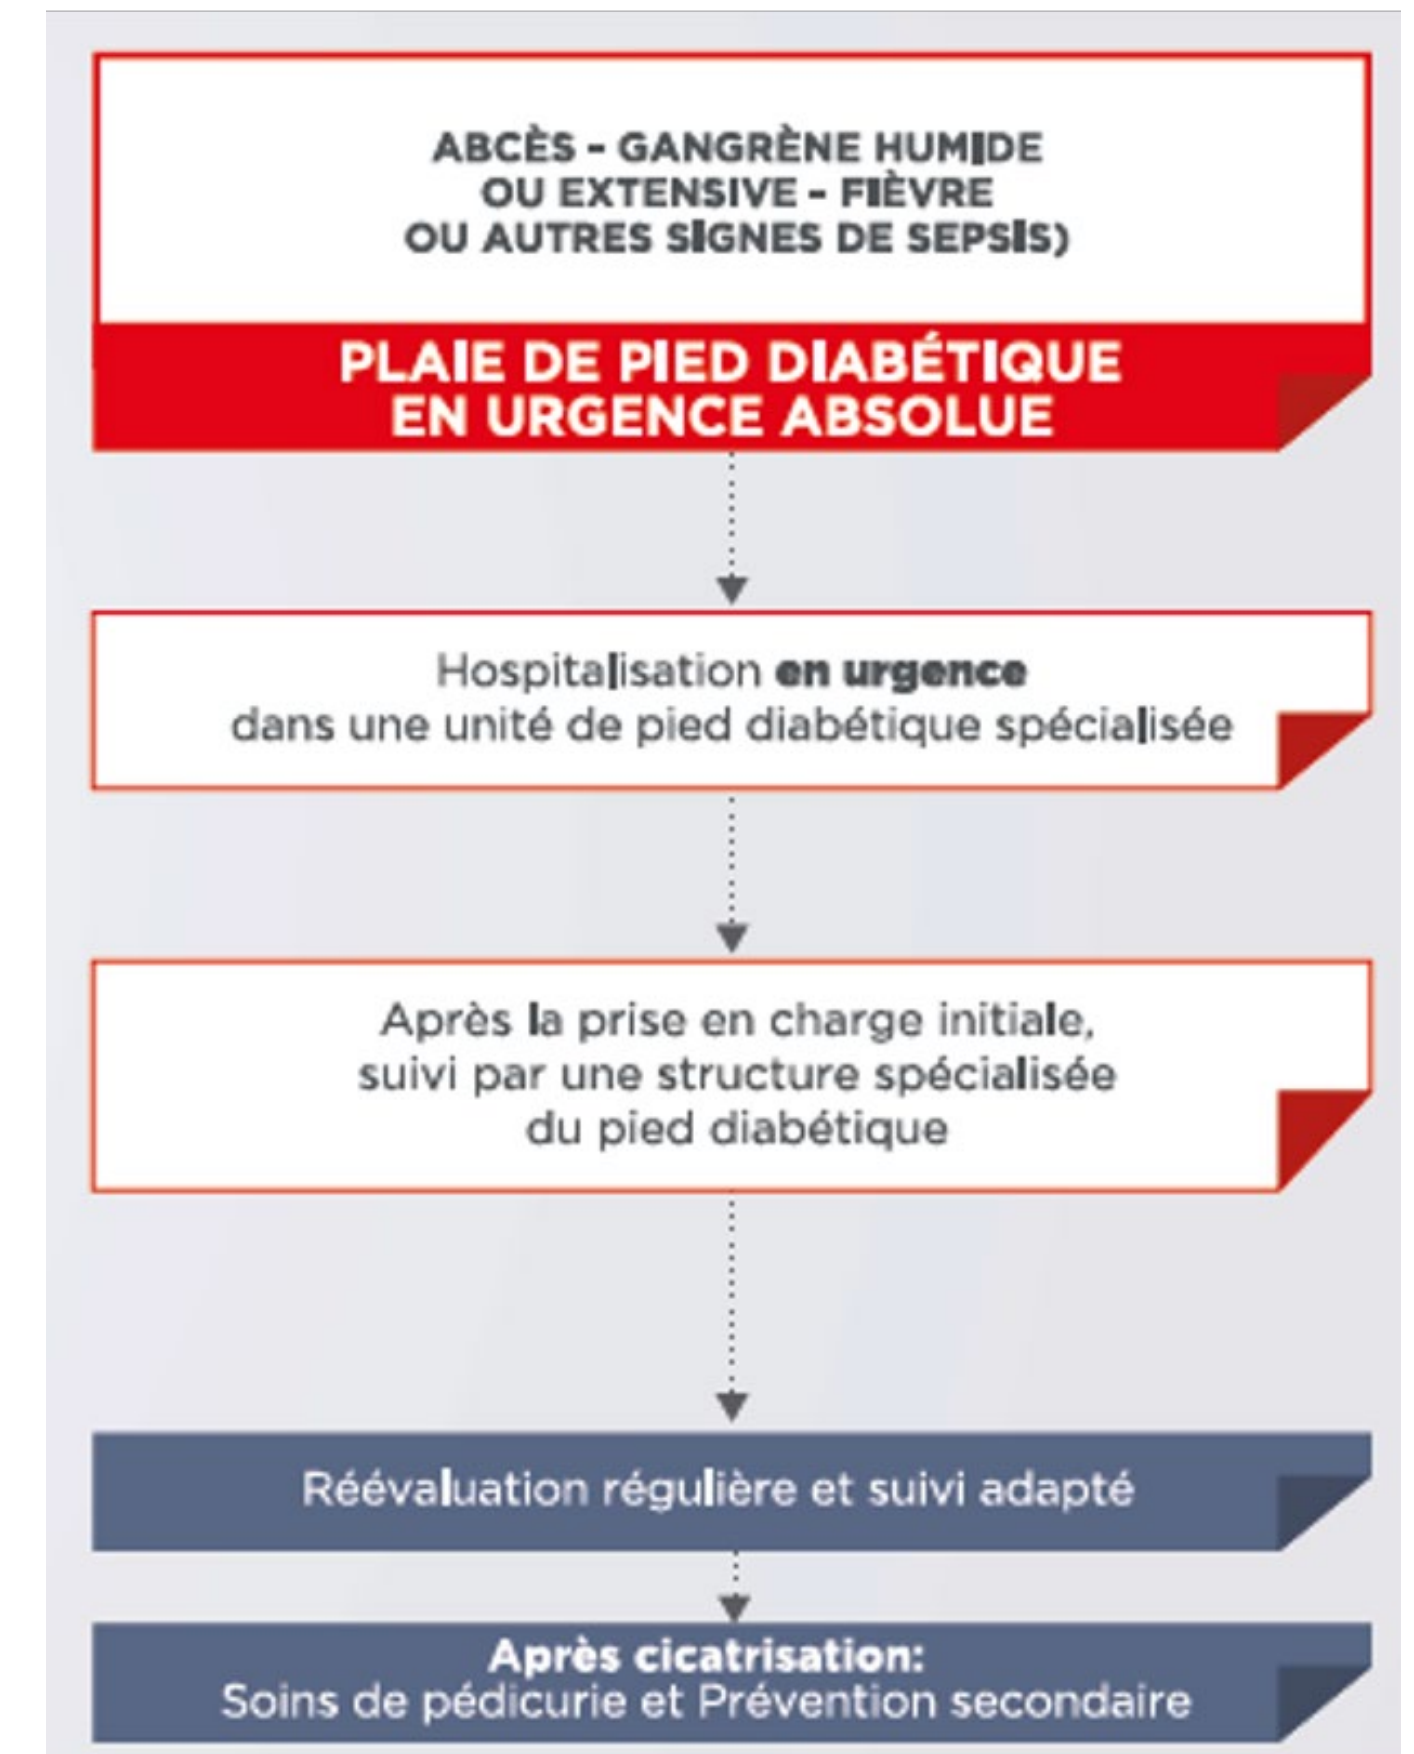 ABCÈS - GANGRÈNE HUMIDE
OU EXTENSIVE - FIÈVRE
OU AUTRES SIGNES DE SEPSIS)
PLAIE DE PIED DIABÉTIQUE
EN URGENCE ABSOLUE
Hospitalisation en urgence
dans une unité de pied diabétique spécialisée
Après la prise en charge initiale,
suivi par une structure spécialisée
du pied diabétique
Réévaluation régulière et suivi adapté
Après cicatrisation:
Soins de pédicurie et Prévention secondaire